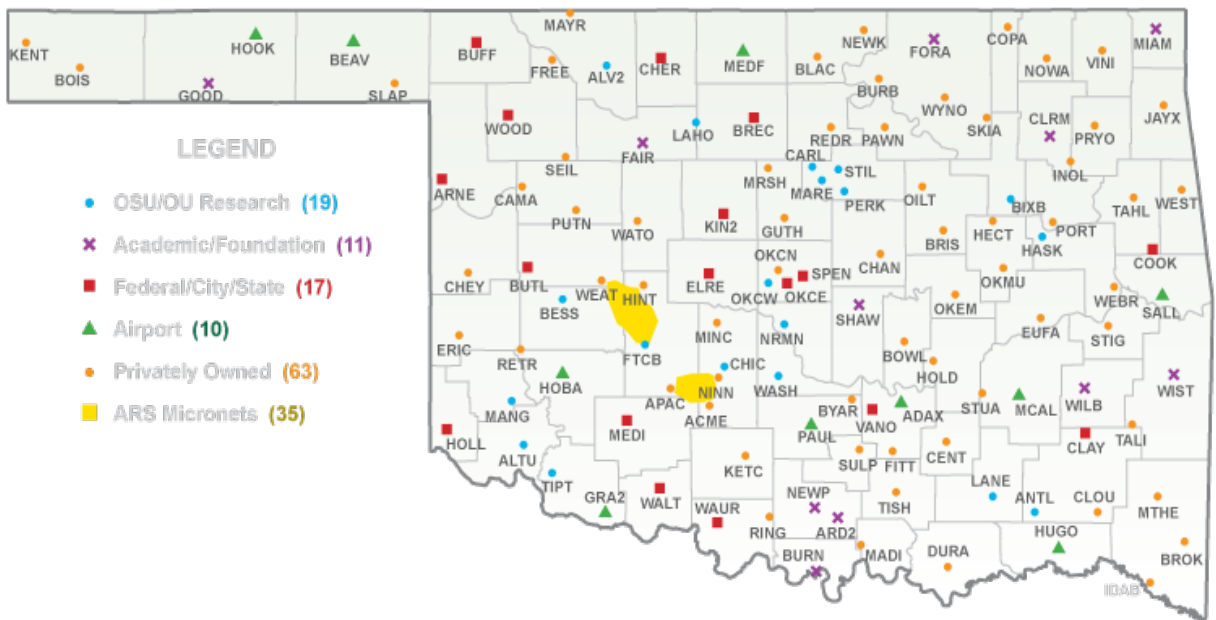 MAYR
KENT
BOIS
HOOK
GOOD
BEAV
SLAP
BUFF
FREE
ALV2
CHER
MEDF
BLAC
NEWK
FORA
COPA
NOWA
VINI
MIAM
BURB
WYNO
SKIA
CLRM
PRYO
JAYX
WOOD
FAIR
LAHO
BREC
REDR
PAWN
INOL
LEGEND
OSU/OU Research (19)
Academic/Foundation (11)
Federal/City/State (17)
Airport (10)
Privately Owned (63)
ARS Micronets (35)
SEIL
ARNE
CAMA
PUTN
WATO
MRSH
CARL
STIL
MARE
PERK
OILT
BIXB
TAHL
WEST
KIN2
GUTH
BRIS
HECT
PORT
HASK
COOK
CHEY
BUTL
BESS
WEAT
HINT
ELRE
OKCN
SPEN
OKCW
OKCE
CHAN
OKMU
OKEM
WEBR
SALL
SHAW
ERIC
RETR
FTCB
MINC
NRMN
BOWL
EUFA
STIG
HOBA
CHIC
WASH
HOLD
WIST
MANG
APAC
NINN
ACME
BYAR
VANO
ADAX
STUA
MCAL
WILB
HOLL
ALTU
MEDI
PAUL
CLAY
TALI
KETC
SULP
FITT
CENT
TIPT
GRA2
WALT
WAUR
NEWP
TISH
LANE
ANTL
CLOU
MTHE
RING
ARD2
HUGO
BURN
MADI
DURA
BROK
IDAB